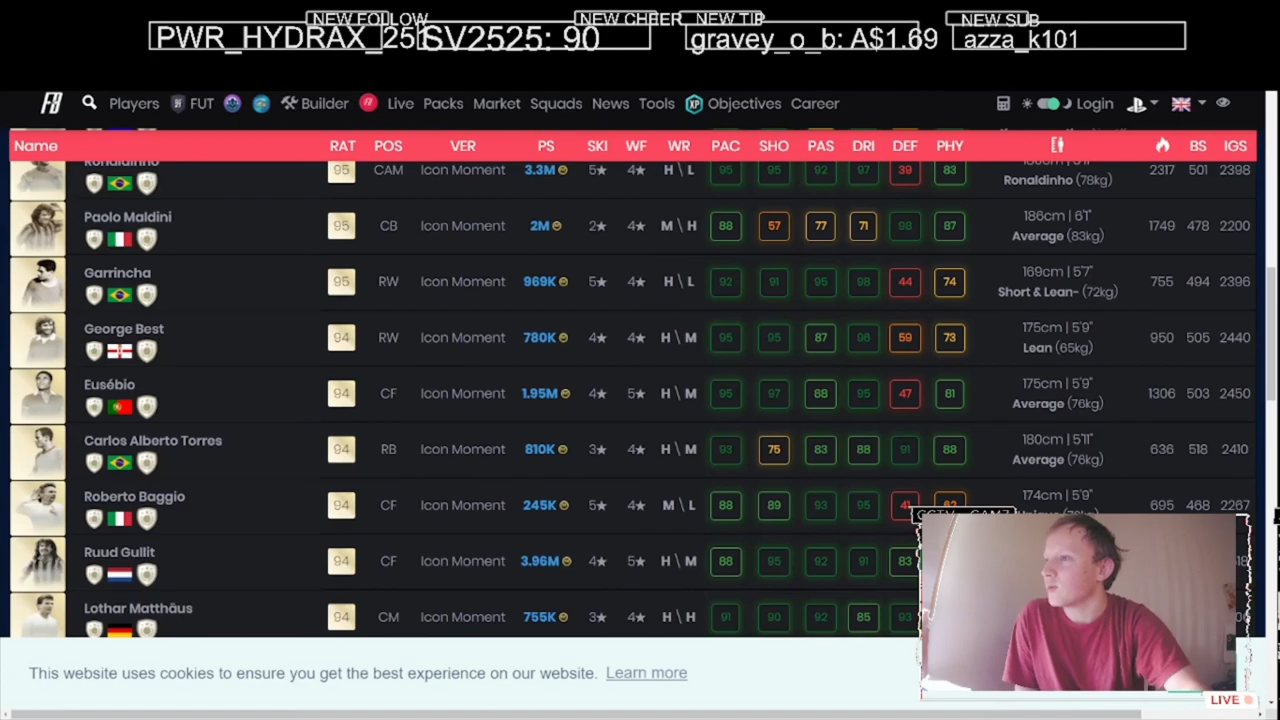 NEW FOLLOW NEW CHEER NEW TIP NEW SUB
PWR_HYDRAX_25 SV2525: 90 gravey_o_b: A$1.69 azza_k101
FB Players FUT Builder Live Packs Market Squads News Tools XP Objectives Career Login
Name RAT POS VER PS SKI WF WR PAC SHO PAS DRI DEF PHY BS IGS
Ronaldinho 95 CAM Icon Moment 3.3M 5★ 4★ H \ L 95 95 92 97 39 83 2317 501 2398
Ronaldinho (78kg)
Paolo Maldini 95 CB Icon Moment 2M 2★ 4★ M \ H 88 57 77 71 98 87 186cm | 6'1" 1749 478 2200
Average (83kg)
Garrincha 95 RW Icon Moment 969K 5★ 4★ H \ L 92 91 95 98 44 74 169cm | 5'7" 755 494 2396
Short & Lean- (72kg)
George Best 94 RW Icon Moment 780K 4★ 4★ H \ M 95 95 87 96 59 73 175cm | 5'9" 950 505 2440
Lean (65kg)
Eusébio 94 CF Icon Moment 1.95M 4★ 5★ H \ M 95 97 88 95 47 81 175cm | 5'9" 1306 503 2450
Average (76kg)
Carlos Alberto Torres 94 RB Icon Moment 810K 3★ 4★ H \ M 93 75 83 88 91 88 180cm | 5'11" 636 518 2410
Average (76kg)
Roberto Baggio 94 CF Icon Moment 245K 5★ 4★ M \ L 88 89 93 95 41 62 174cm | 5'9" 695 468 2267
Ruud Gullit 94 CF Icon Moment 3.96M 4★ 5★ H \ M 88 95 92 91 83
Lothar Matthäus 94 CM Icon Moment 755K 3★ 4★ H \ H 91 90 92 85 93
This website uses cookies to ensure you get the best experience on our website. Learn more
LIVE